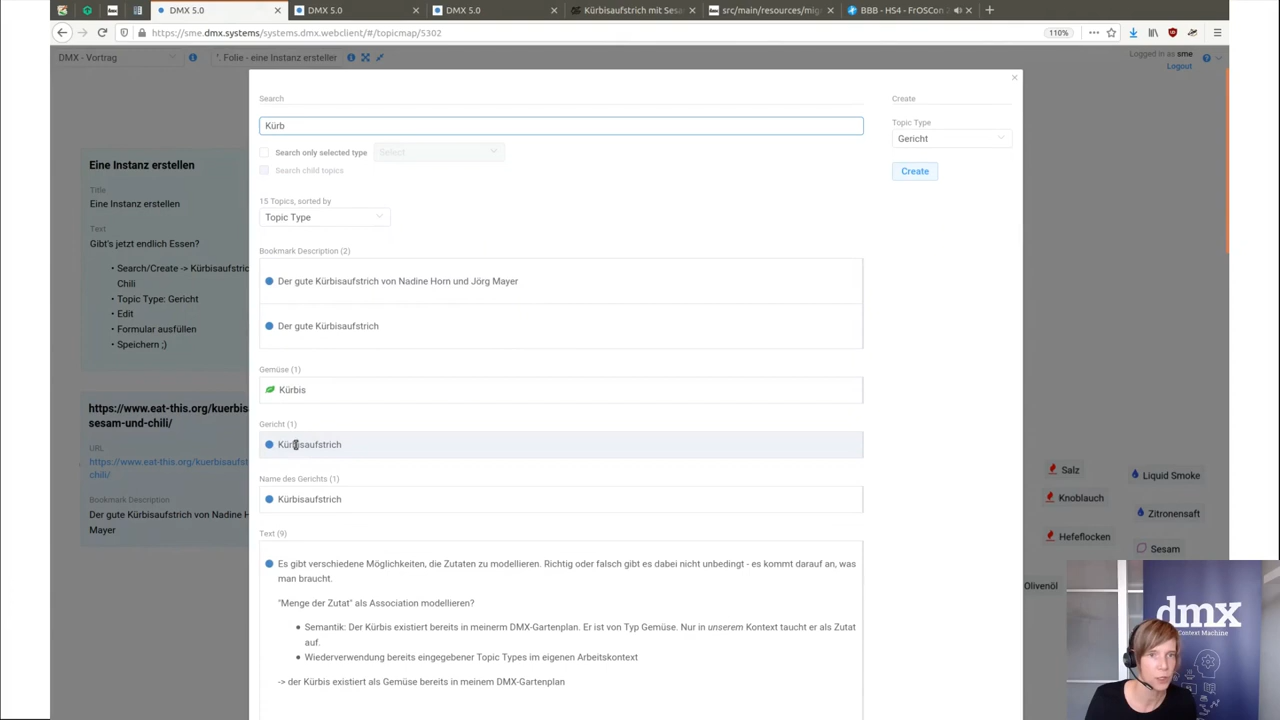 DMX 5.0
DMX 5.0
DMX 5.0
Kürbisaufstrich mit Sesa
src/main/resources/mig
BBB - HS4 - FrOSCon
https://sme.dmx.systems/systems.dmx.webclient/#/topicmap/5302
110%
DMX - Vortrag
'. Folie - eine Instanz ersteller
Logged in as sme
Logout
Search
Kürb
Search only selected type
Select
Search child topics
15 Topics, sorted by
Topic Type
Create
Topic Type
Gericht
Create
Bookmark Description (2)
Der gute Kürbisaufstrich von Nadine Horn und Jörg Mayer
Der gute Kürbisaufstrich
Gemüse (1)
Kürbis
Gericht (1)
Kürbisaufstrich
Name des Gerichts (1)
Kürbisaufstrich
Text (9)
Es gibt verschiedene Möglichkeiten, die Zutaten zu modellieren. Richtig oder falsch gibt es dabei nicht unbedingt - es kommt darauf an, was
man braucht.
"Menge der Zutat" als Association modellieren?
• Semantik: Der Kürbis existiert bereits in meinerm DMX-Gartenplan. Er ist von Typ Gemüse. Nur in unserem Kontext taucht er als Zutat
auf.
• Wiederverwendung bereits eingegebener Topic Types im eigenen Arbeitskontext
-> der Kürbis existiert als Gemüse bereits in meinem DMX-Gartenplan
Eine Instanz erstellen
Title
Eine Instanz erstellen
Text
Gibt's jetzt endlich Essen?
• Search/Create -> Kürbisaufstric
Chili
• Topic Type: Gericht
• Edit
• Formular ausfüllen
• Speichern ;)
https://www.eat-this.org/kuerbis
sesam-und-chili/
URL
https://www.eat-this.org/kuerbisaufst
chili/
Bookmark Description
Der gute Kürbisaufstrich von Nadine H
Mayer
Salz
Liquid Smoke
Knoblauch
Zitronensaft
Hefeflocken
Sesam
Olivenöl
dmx
Context Machine